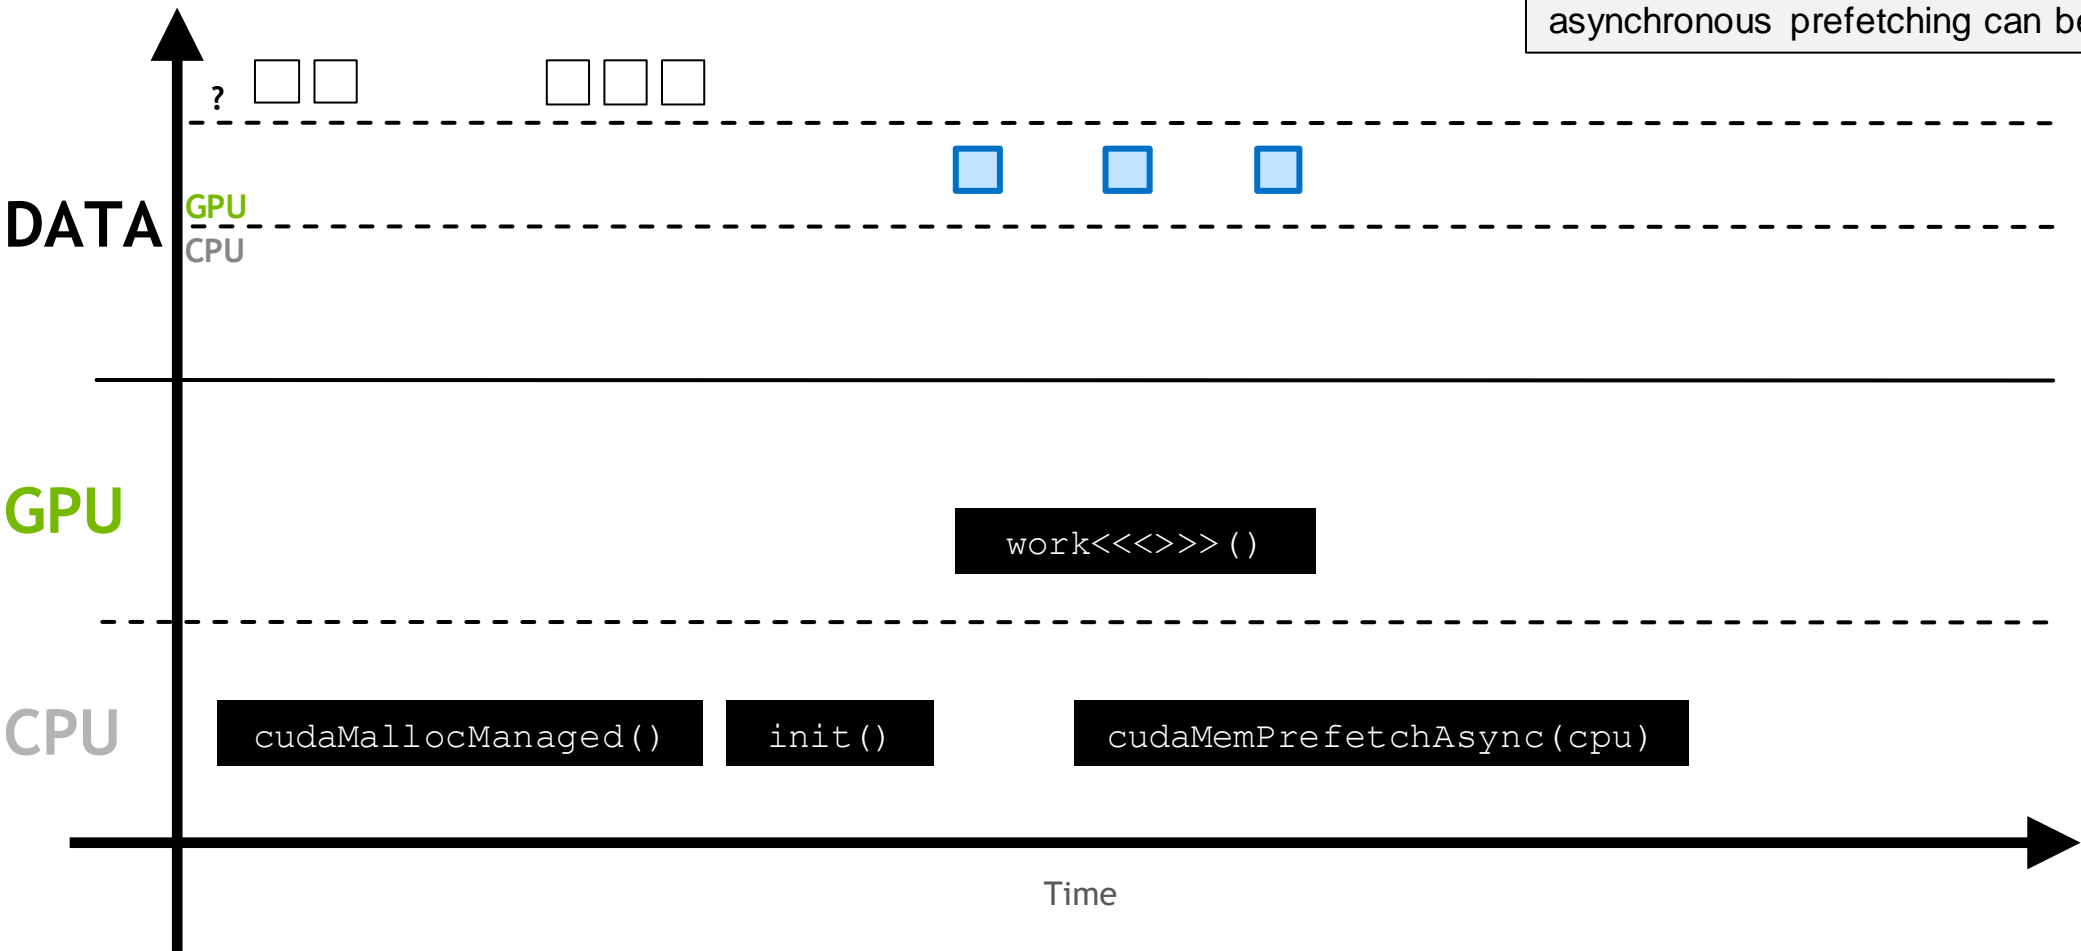 asynchronous prefetching can be
?
DATA
GPU
CPU
GPU
work<<<>>>()
CPU
cudaMallocManaged()
init()
cudaMemPrefetchAsync(cpu)
Time